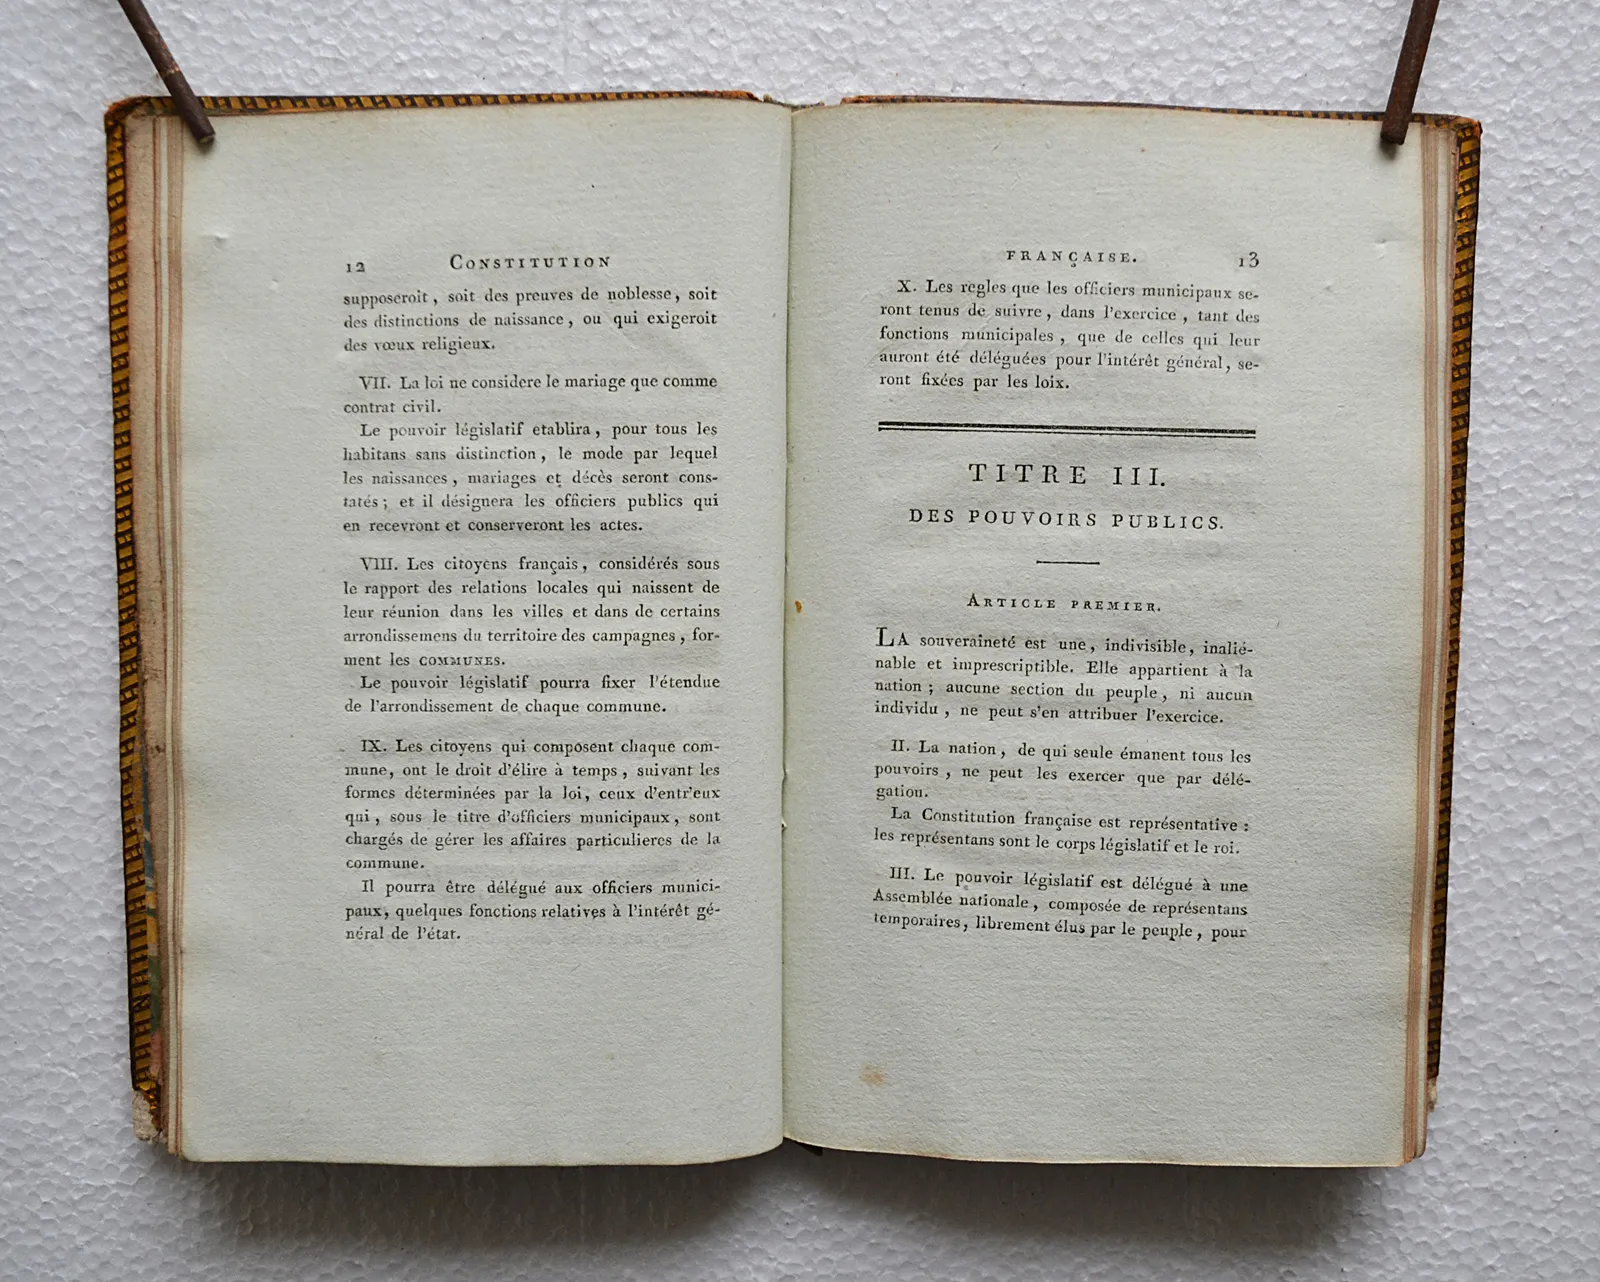 12 CONSTITUTION
supposeroit, soit des preuves de noblesse, soit
des distinctions de naissance, ou qui exigeroit
des vœux religieux.
VII. La loi ne considere le mariage que comme
contrat civil.
Le pouvoir législatif etablira, pour tous les
habitans sans distinction, le mode par lequel
les naissances, mariages et décès seront cons-
tatés; et il désignera les officiers publics qui
en recevront et conserveront les actes.
VIII. Les citoyens français, considérés sous
le rapport des relations locales qui naissent de
leur réunion dans les villes et dans de certains
arrondissemens du territoire des campagnes, for-
ment les COMMUNES.
Le pouvoir législatif pourra fixer l'étendue
de l'arrondissement de chaque commune.
IX. Les citoyens qui composent chaque com-
mune, ont le droit d'élire à temps, suivant les
formes déterminées par la loi, ceux d'entr'eux
qui, sous le titre d'officiers municipaux, sont
chargés de gérer les affaires particulieres de la
commune.
Il pourra être délégué aux officiers munici-
paux, quelques fonctions relatives à l'intérêt gé-
néral de l'état.
FRANÇAISE. 13
X. Les regles que les officiers municipaux se-
ront tenus de suivre, dans l'exercice, tant des
fonctions municipales, que de celles qui leur
auront été déléguées pour l'intérêt général, se-
ront fixées par les loix.
TITRE III.
DES POUVOIRS PUBLICS.
ARTICLE PREMIER.
LA souveraineté est une, indivisible, inalié-
nable et imprescriptible. Elle appartient à la
nation; aucune section du peuple, ni aucun
individu, ne peut s'en attribuer l'exercice.
II. La nation, de qui seule émanent tous les
pouvoirs, ne peut les exercer que par délé-
gation.
La Constitution française est représentative:
les représentans sont le corps législatif et le roi.
III. Le pouvoir législatif est délégué à une
Assemblée nationale, composée de représentans
temporaires, librement élus par le peuple, pour